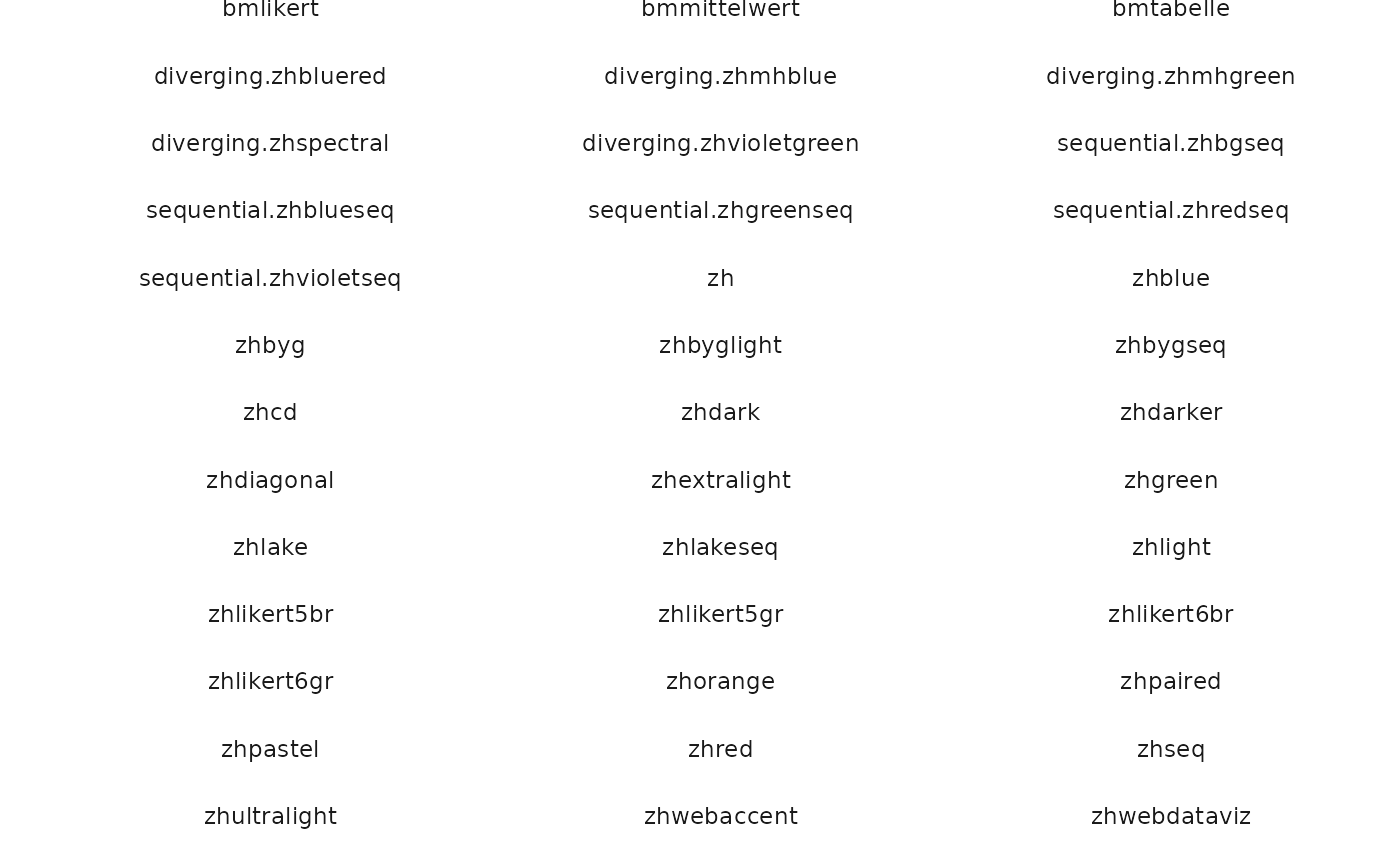 bmlikert bmmittelwert bmtabelle
diverging.zhbluered diverging.zhmhblue diverging.zhmhgreen
diverging.zhspectral diverging.zhvioletgreen sequential.zhbgseq
sequential.zhblueseq sequential.zhgreenseq sequential.zhredseq
sequential.zhvioletseq zh zhblue
zhbyg zhbyglight zhbygseq
zhcd zhdark zhdarker
zhdiagonal zhextralight zhgreen
zhlake zhlakeseq zhlight
zhlikert5br zhlikert5gr zhlikert6br
zhlikert6gr zhorange zhpaired
zhpastel zhred zhseq
zhultralight zhwebaccent zhwebdataviz